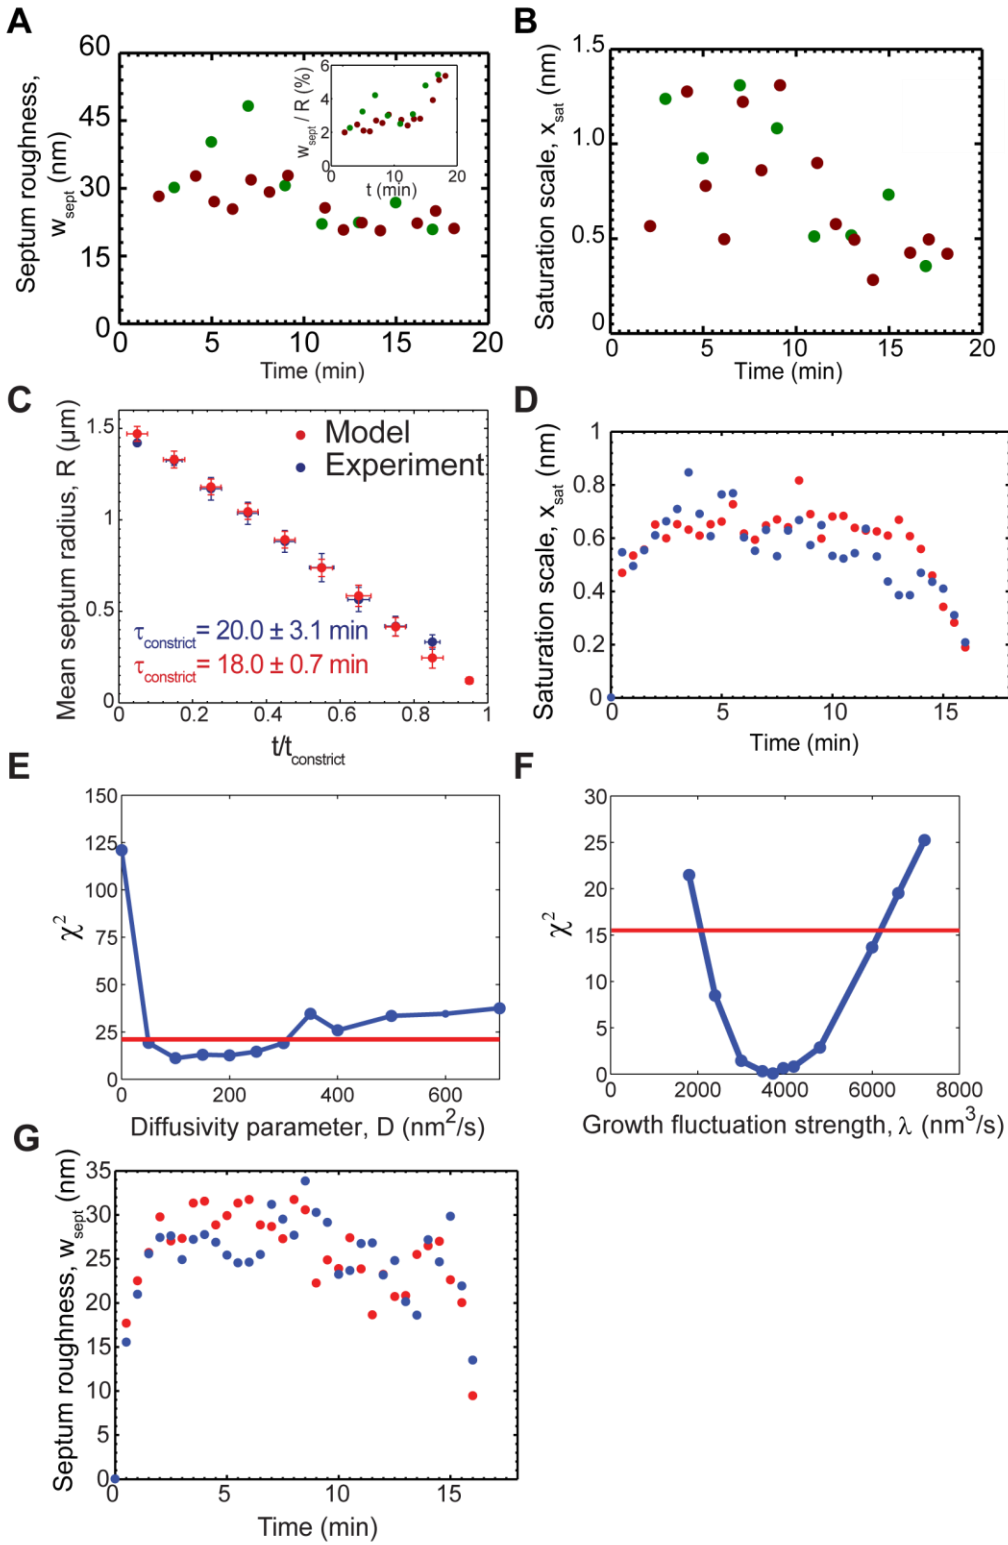 A
60
45
30
15
0
Septum roughness,
w_sept (nm)
0 5 10 15 20
Time (min)
6
4
2
0
w_sept / R (%)
0 10 20
t (min)
B
1.5
1.0
0.5
0
Saturation scale, x_sat (nm)
0 5 10 15 20
Time (min)
C
1.5
1
0.5
0
Mean septum radius, R (μm)
Model
Experiment
τ_constrict = 20.0 ± 3.1 min
τ_constrict = 18.0 ± 0.7 min
0 0.2 0.4 0.6 0.8 1
t/t_constrict
D
1
0.8
0.6
0.4
0.2
0
Saturation scale, x_sat (nm)
0 5 10 15
Time (min)
E
150
125
100
75
50
25
0
χ²
0 200 400 600
Diffusivity parameter, D (nm²/s)
F
30
25
20
15
10
5
0
χ²
2000 4000 6000 8000
Growth fluctuation strength, λ (nm³/s)
G
35
30
25
20
15
10
5
0
Septum roughness, w_sept (nm)
0 5 10 15
Time (min)